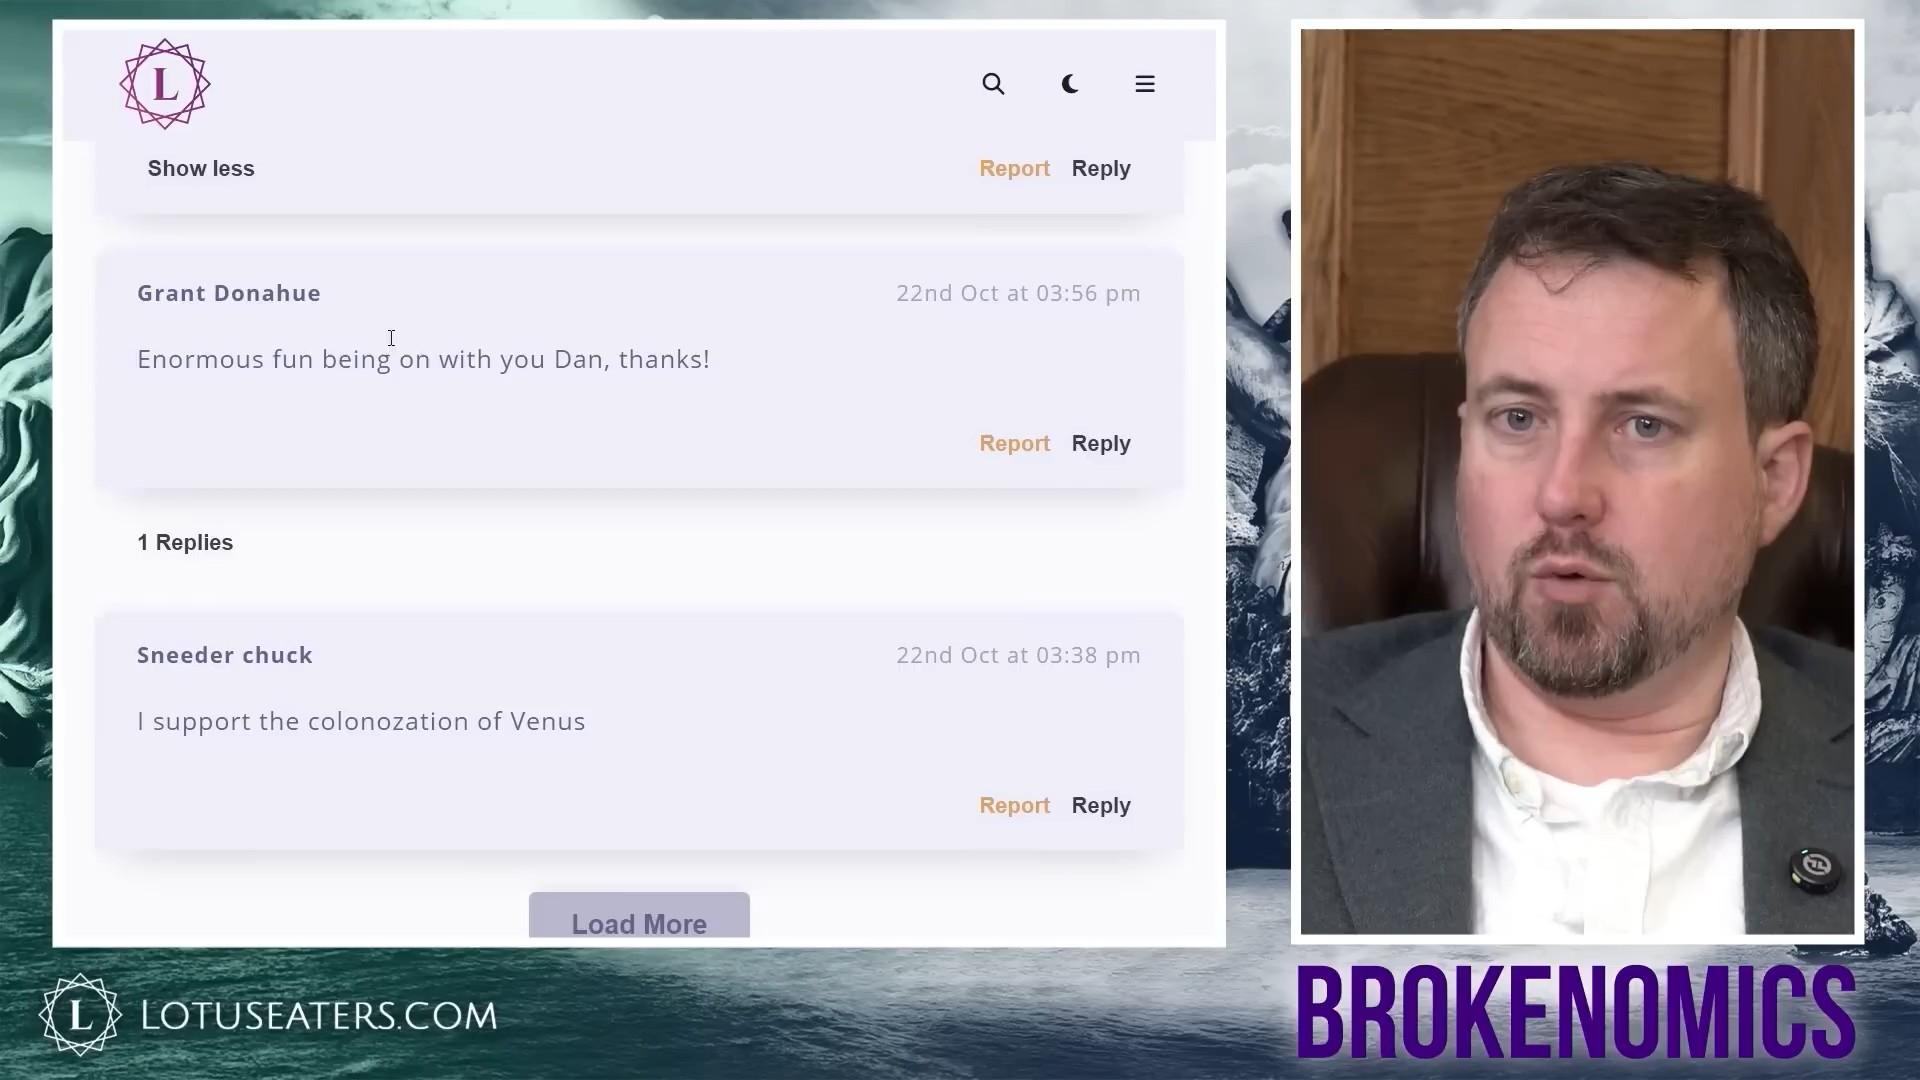 L
Show less
Report Reply
Grant Donahue
22nd Oct at 03:56 pm
Enormous fun being on with you Dan, thanks!
Report Reply
1 Replies
Sneeder chuck
22nd Oct at 03:38 pm
I support the colonozation of Venus
Report Reply
Load More
L LOTUSEATERS.COM
BROKENOMICS